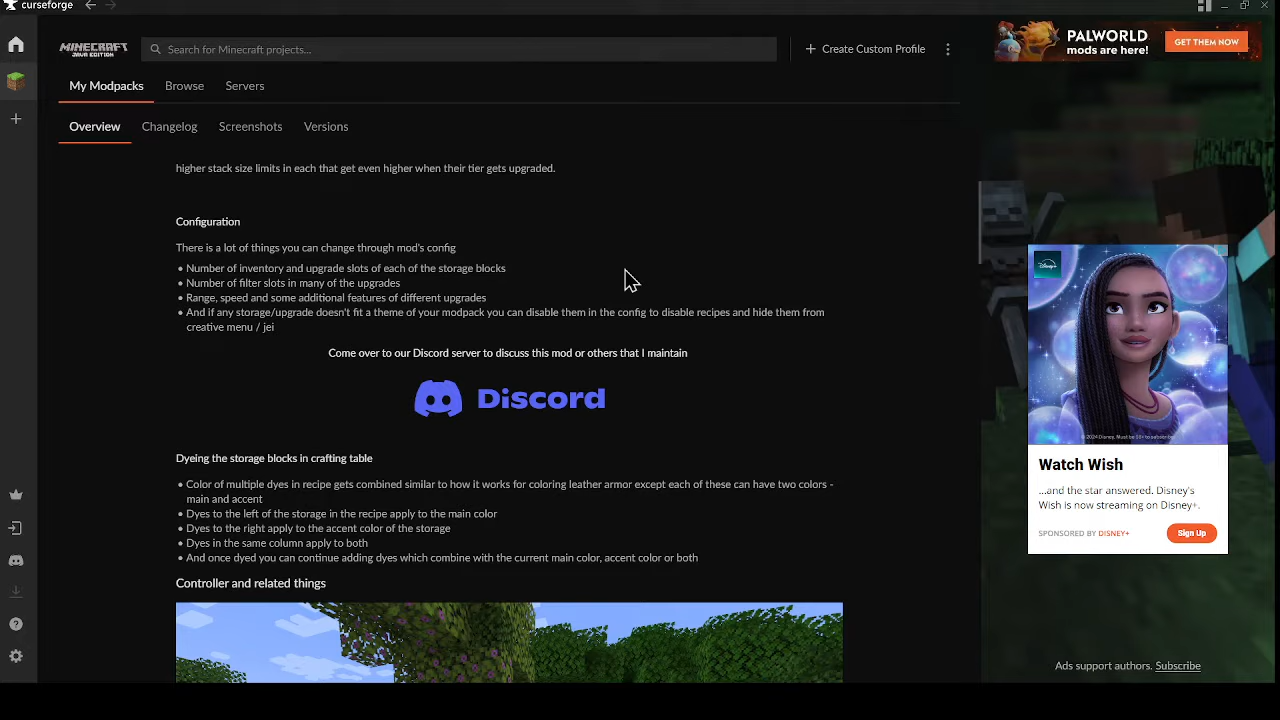 curseforge
MINECRAFT
JAVA EDITION
Search for Minecraft projects...
Create Custom Profile
PALWORLD
mods are here!
GET THEM NOW
My Modpacks
Browse
Servers
Overview
Changelog
Screenshots
Versions
higher stack size limits in each that get even higher when their tier gets upgraded.
Configuration
There is a lot of things you can change through mod's config
• Number of inventory and upgrade slots of each of the storage blocks
• Number of filter slots in many of the upgrades
• Range, speed and some additional features of different upgrades
• And if any storage/upgrade doesn't fit a theme of your modpack you can disable them in the config to disable recipes and hide them from
creative menu / jei
Come over to our Discord server to discuss this mod or others that I maintain
Discord
Dyeing the storage blocks in crafting table
• Color of multiple dyes in recipe gets combined similar to how it works for coloring leather armor except each of these can have two colors -
main and accent
• Dyes to the left of the storage in the recipe apply to the main color
• Dyes to the right apply to the accent color of the storage
• Dyes in the same column apply to both
• And once dyed you can continue adding dyes which combine with the current main color, accent color or both
Controller and related things
Disney+
© 2024 Disney. Must be 18+ to subscribe.
Watch Wish
...and the star answered. Disney's
Wish is now streaming on Disney+.
SPONSORED BY DISNEY+
Sign Up
Ads support authors. Subscribe